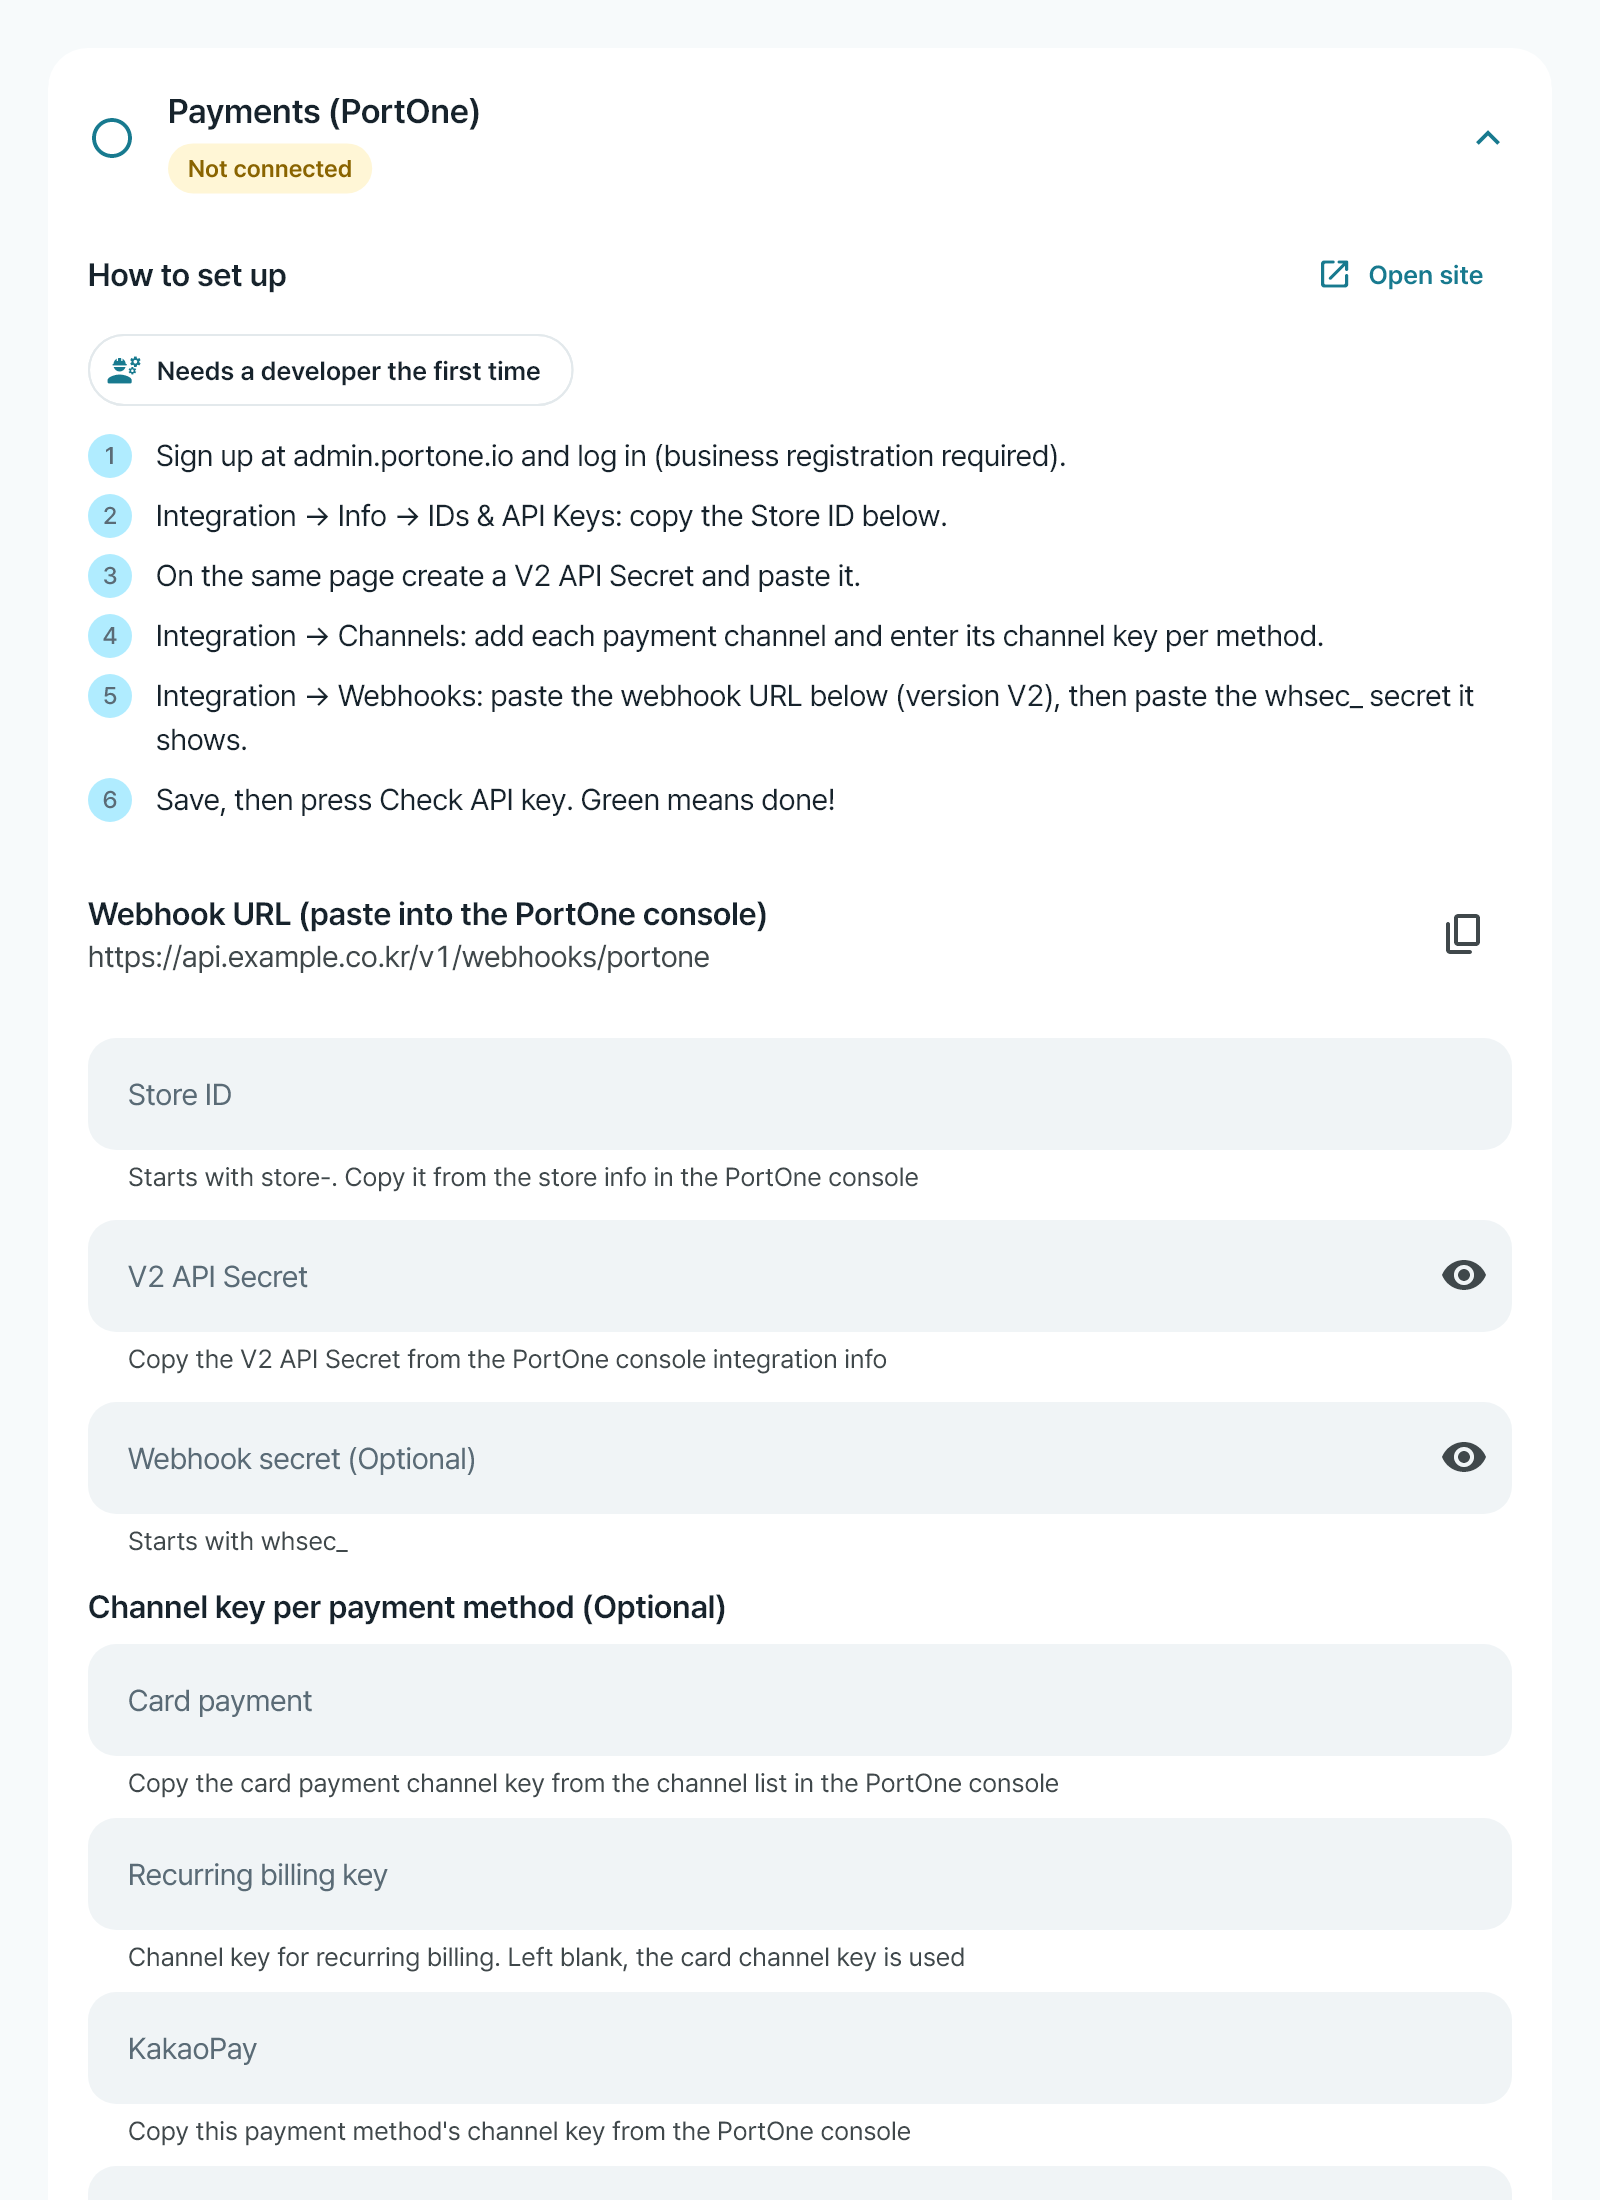 Payments (PortOne)
Not connected
How to set up
Open site
Needs a developer the first time
1 Sign up at admin.portone.io and log in (business registration required).
2 Integration → Info → IDs & API Keys: copy the Store ID below.
3 On the same page create a V2 API Secret and paste it.
4 Integration → Channels: add each payment channel and enter its channel key per method.
5 Integration → Webhooks: paste the webhook URL below (version V2), then paste the whsec_ secret it
shows.
6 Save, then press Check API key. Green means done!
Webhook URL (paste into the PortOne console)
https://api.example.co.kr/v1/webhooks/portone
Store ID
Starts with store-. Copy it from the store info in the PortOne console
V2 API Secret
Copy the V2 API Secret from the PortOne console integration info
Webhook secret (Optional)
Starts with whsec_
Channel key per payment method (Optional)
Card payment
Copy the card payment channel key from the channel list in the PortOne console
Recurring billing key
Channel key for recurring billing. Left blank, the card channel key is used
KakaoPay
Copy this payment method's channel key from the PortOne console